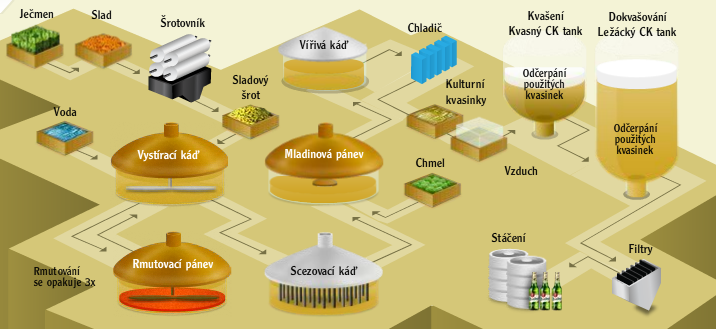 Ječmen
Slad
Šrotovník
Sladový
šrot
Voda
Vystírací káď
Rmutovací pánev
Rmutování
se opakuje 3x
Vířivá káď
Mladinová pánev
Scezovací káď
Chladič
Kulturní
kvasinky
Chmel
Vzduch
Kvašení
Kvasný CK tank
Odčerpání
použitých
kvasinek
Dokvašování
Ležácký CK tank
Odčerpání
použitých
kvasinek
Stáčení
Filtry